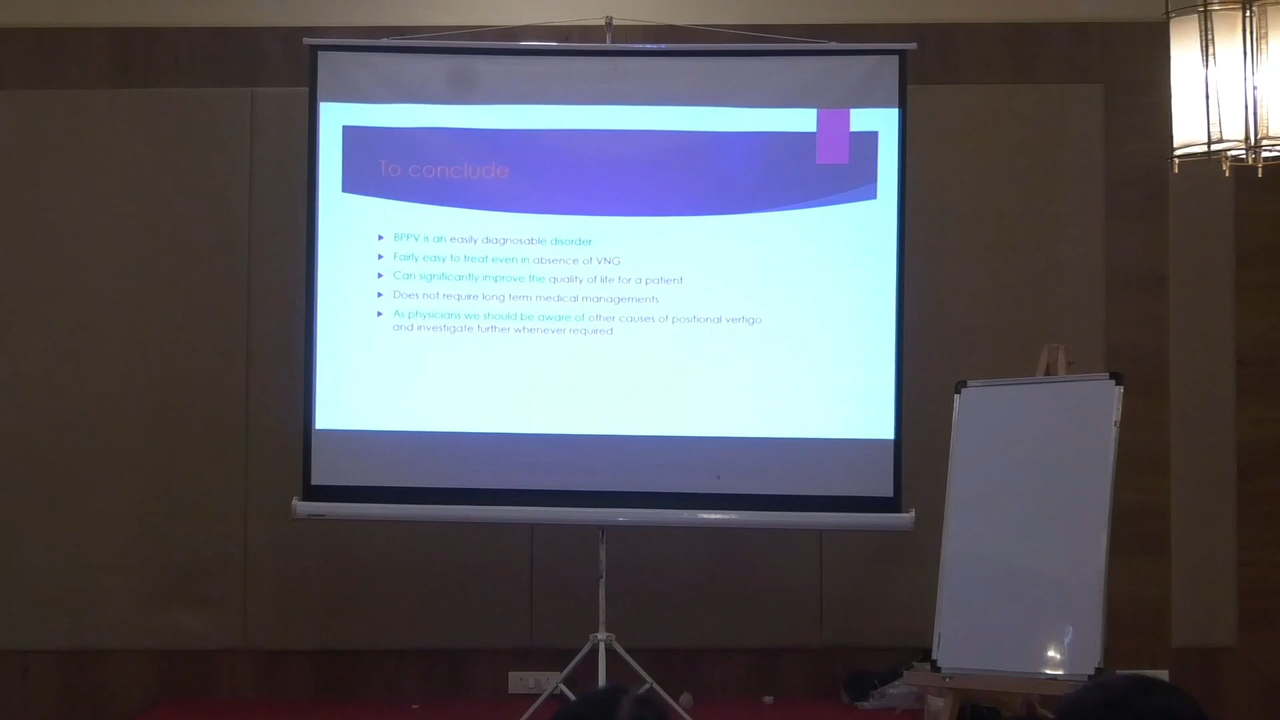 To conclude
BPPV is an easily diagnosable disorder
Fairly easy to treat even in absence of VNG
Can significantly improve the quality of life for a patient
Does not require long term medical managements
As physicians we should be aware of other causes of positional vertigo
and investigate further whenever required